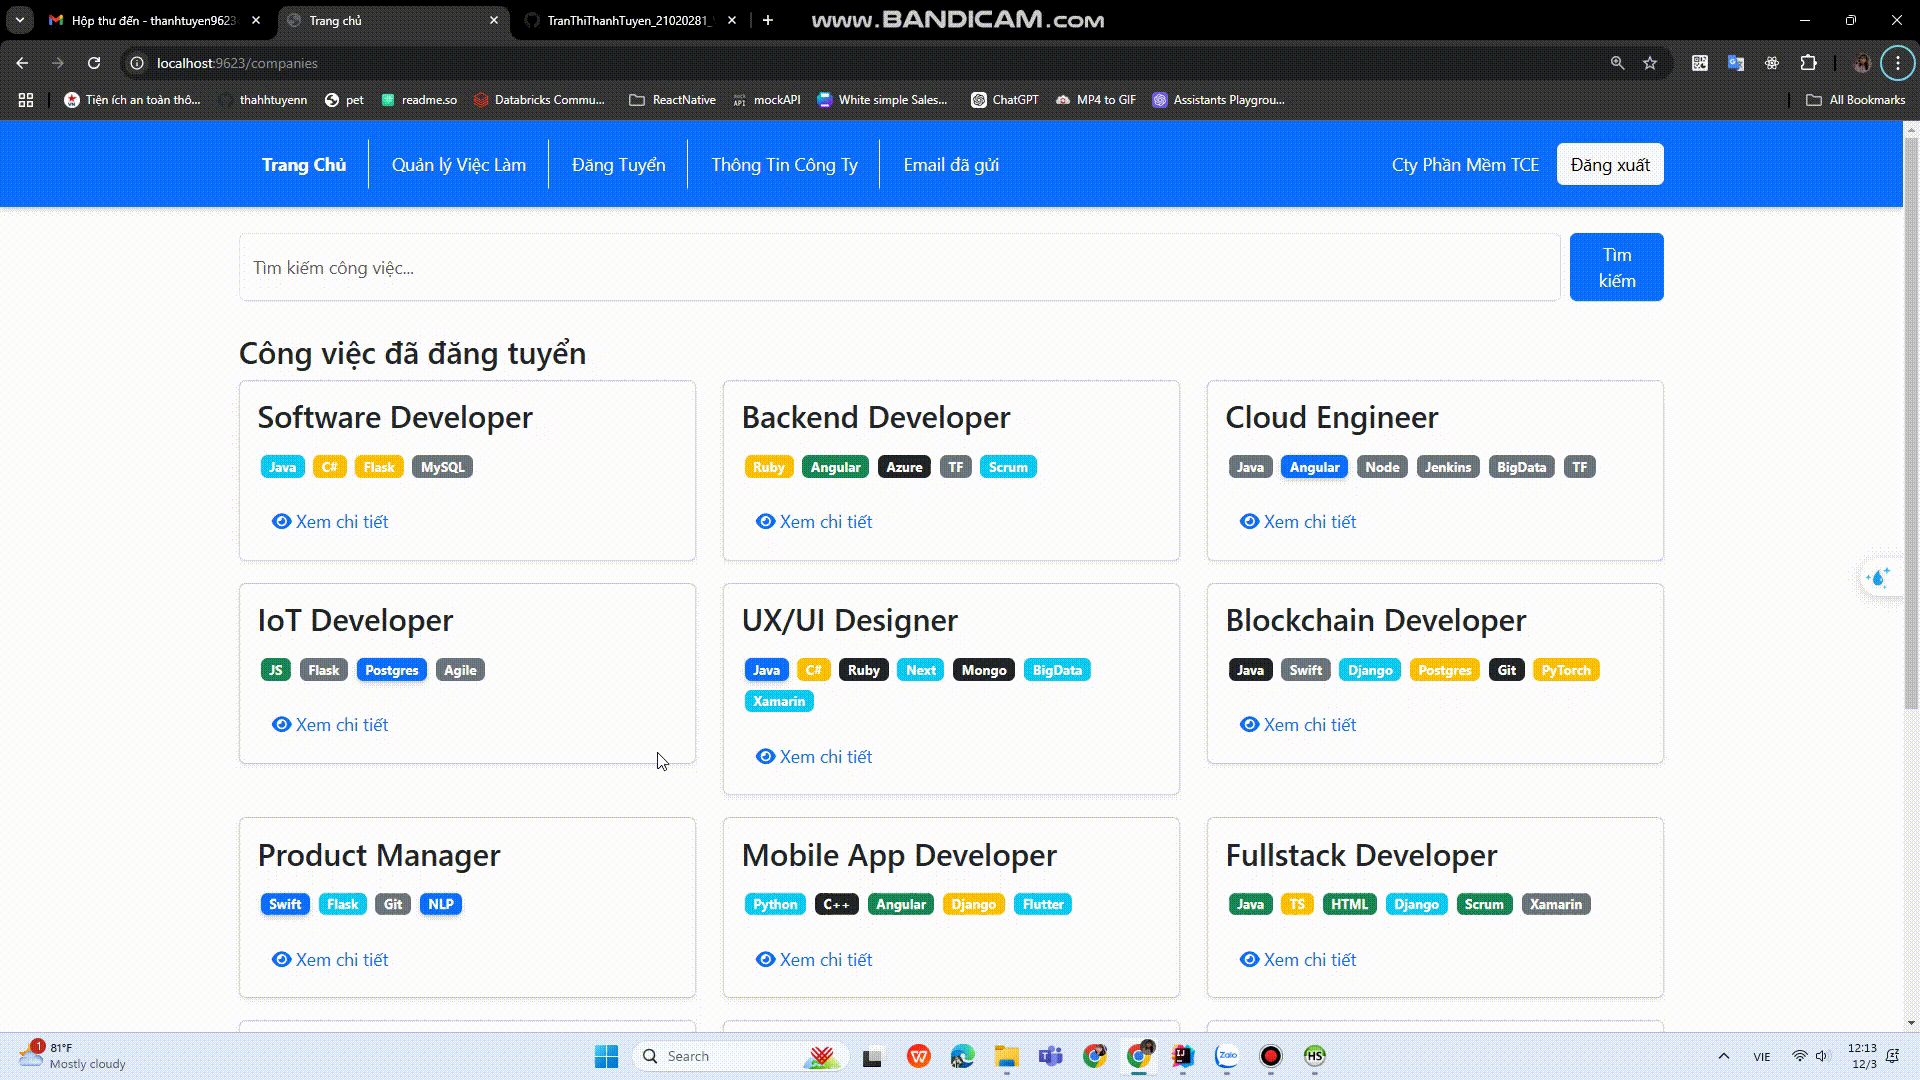 Hộp thư đến - thanhtuyen9623
Trang chủ
TranThiThanhTuyen_21020281_
www.BANDICAM.com
localhost:9623/companies
Tiện ích an toàn thô...
thahhtuyenn
pet
readme.so
Databricks Commu...
ReactNative
mockAPI
White simple Sales...
ChatGPT
MP4 to GIF
Assistants Playgrou...
All Bookmarks
Trang Chủ
Quản lý Việc Làm
Đăng Tuyển
Thông Tin Công Ty
Email đã gửi
Cty Phần Mềm TCE
Đăng xuất
Tìm kiếm công việc...
Tìm
kiếm
Công việc đã đăng tuyển
Software Developer
Java C# Flask MySQL
Xem chi tiết
Backend Developer
Ruby Angular Azure TF Scrum
Xem chi tiết
Cloud Engineer
Java Angular Node Jenkins BigData TF
Xem chi tiết
IoT Developer
JS Flask Postgres Agile
Xem chi tiết
UX/UI Designer
Java C# Ruby Next Mongo BigData
Xamarin
Xem chi tiết
Blockchain Developer
Java Swift Django Postgres Git PyTorch
Xem chi tiết
Product Manager
Swift Flask Git NLP
Xem chi tiết
Mobile App Developer
Python C++ Angular Django Flutter
Xem chi tiết
Fullstack Developer
Java TS HTML Django Scrum Xamarin
Xem chi tiết
1
81°F
Mostly cloudy
Search
Zalo
HS
VIE
12:13
12/3